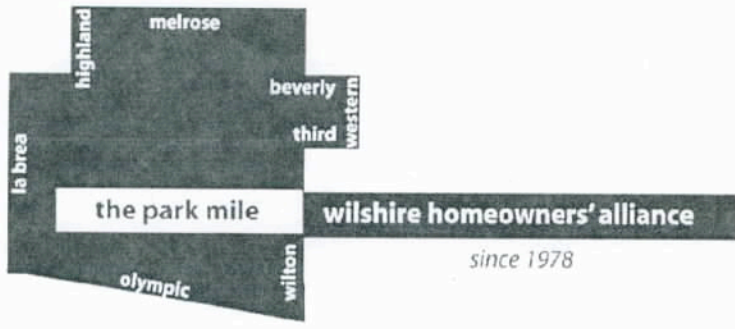 melrose
highland
beverly
western
third
la brea
the park mile
wilshire homeowners' alliance
since 1978
wilton
olympic